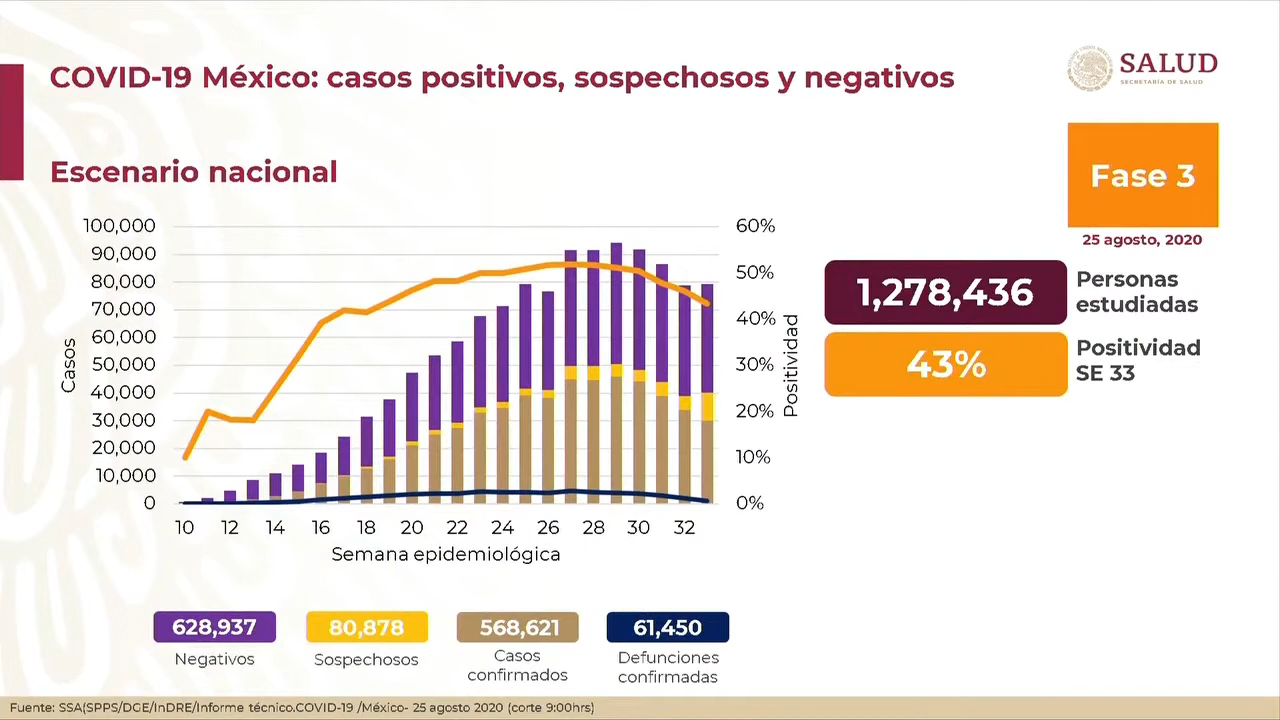 COVID-19 México: casos positivos, sospechosos y negativos
SALUD
SECRETARÍA DE SALUD
Fase 3
25 agosto, 2020
Escenario nacional
1,278,436
Personas
estudiadas
43%
Positividad
SE 33
Casos
100,000
90,000
80,000
70,000
60,000
50,000
40,000
30,000
20,000
10,000
0
60%
50%
40%
30%
20%
10%
0%
Positividad
10 12 14 16 18 20 22 24 26 28 30 32
Semana epidemiológica
628,937
Negativos
80,878
Sospechosos
568,621
Casos
confirmados
61,450
Defunciones
confirmadas
Fuente: SSA(SPPS/DGE/InDRE/Informe técnico.COVID-19 /México- 25 agosto 2020 (corte 9:00hrs)